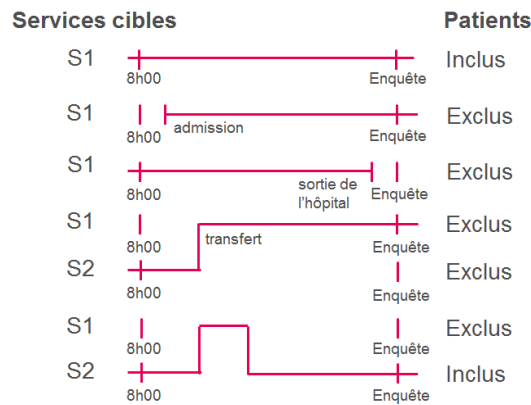 Services cibles Patients
S1 Inclus
8h00 Enquête
S1 Exclus
8h00 admission Enquête
S1 Exclus
8h00 sortie de l'hôpital Enquête
S1 Exclus
8h00 transfert Enquête
S2 Exclus
8h00 Enquête
S1 Exclus
8h00 Enquête
S2 Inclus
8h00 Enquête